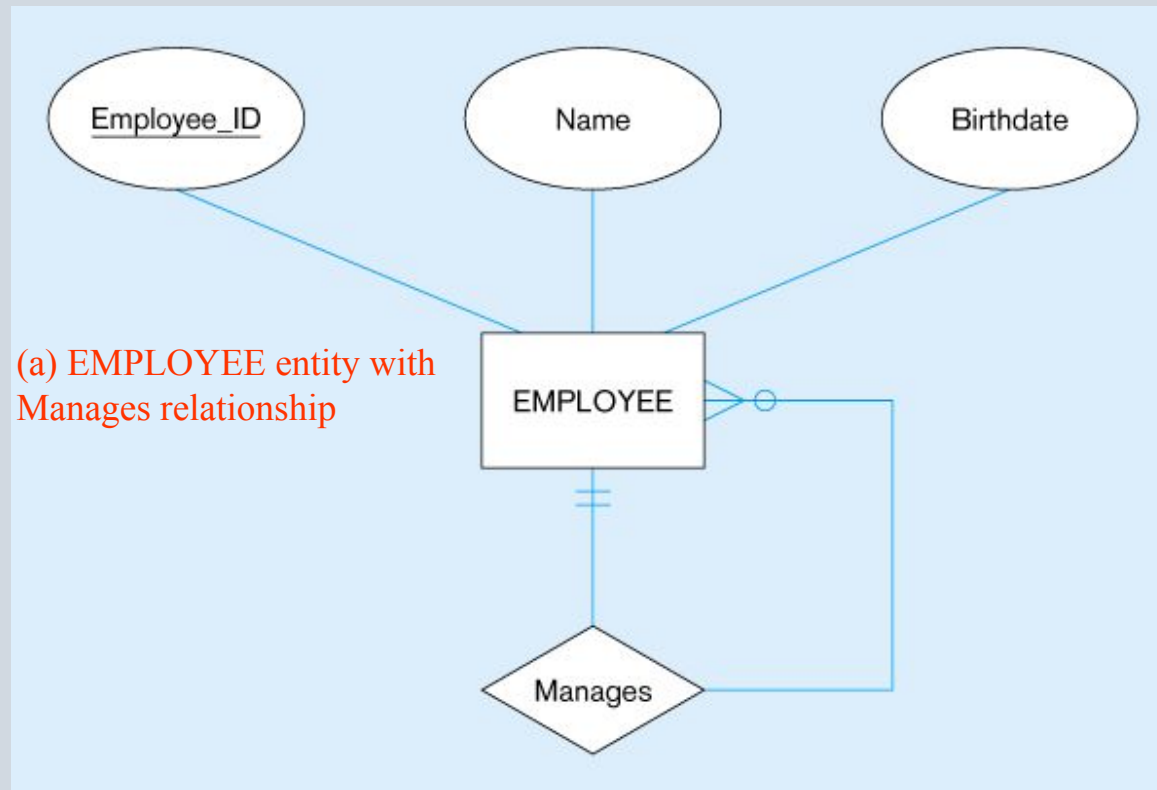 Employee_ID
Name
Birthdate
(a) EMPLOYEE entity with
Manages relationship
EMPLOYEE
Manages